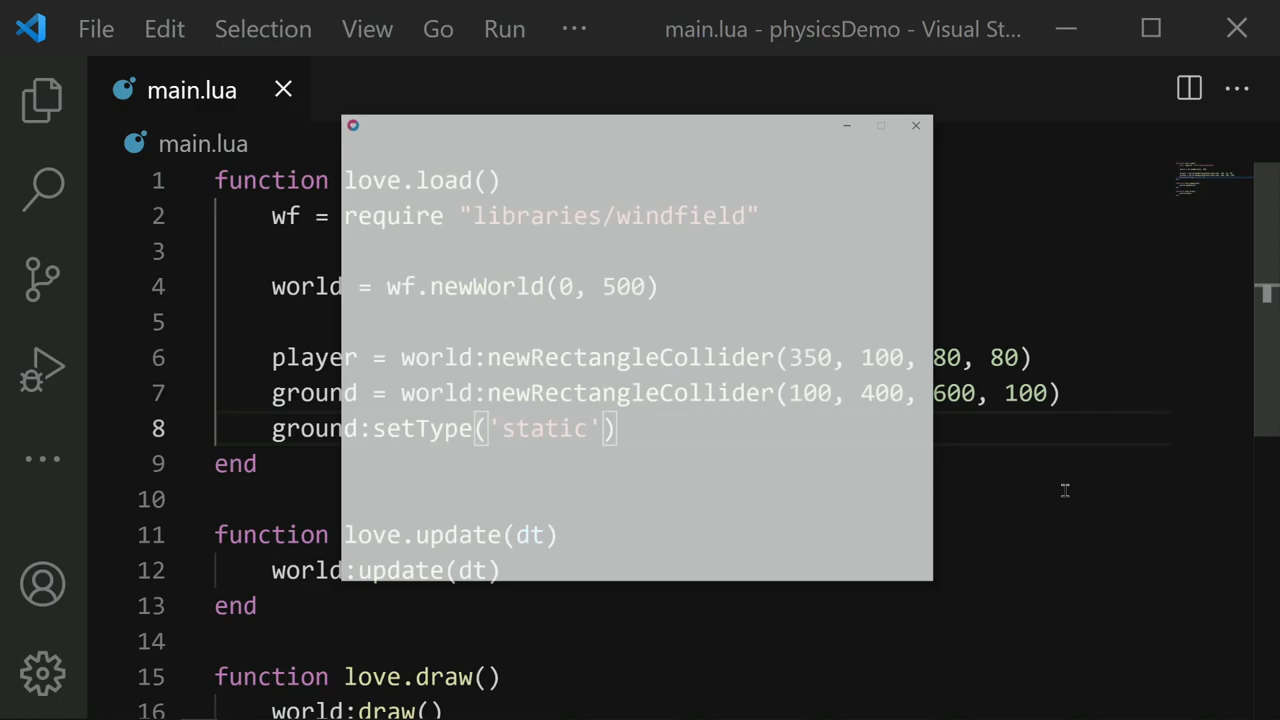 File Edit Selection View Go Run ··· main.lua - physicsDemo - Visual St...
main.lua
main.lua
1 function love.load()
2 wf = require "libraries/windfield"
3
4 world = wf.newWorld(0, 500)
5
6 player = world:newRectangleCollider(350, 100, 80, 80)
7 ground = world:newRectangleCollider(100, 400, 600, 100)
8 ground:setType('static')
9 end
10
11 function love.update(dt)
12 world:update(dt)
13 end
14
15 function love.draw()
16 world:draw()